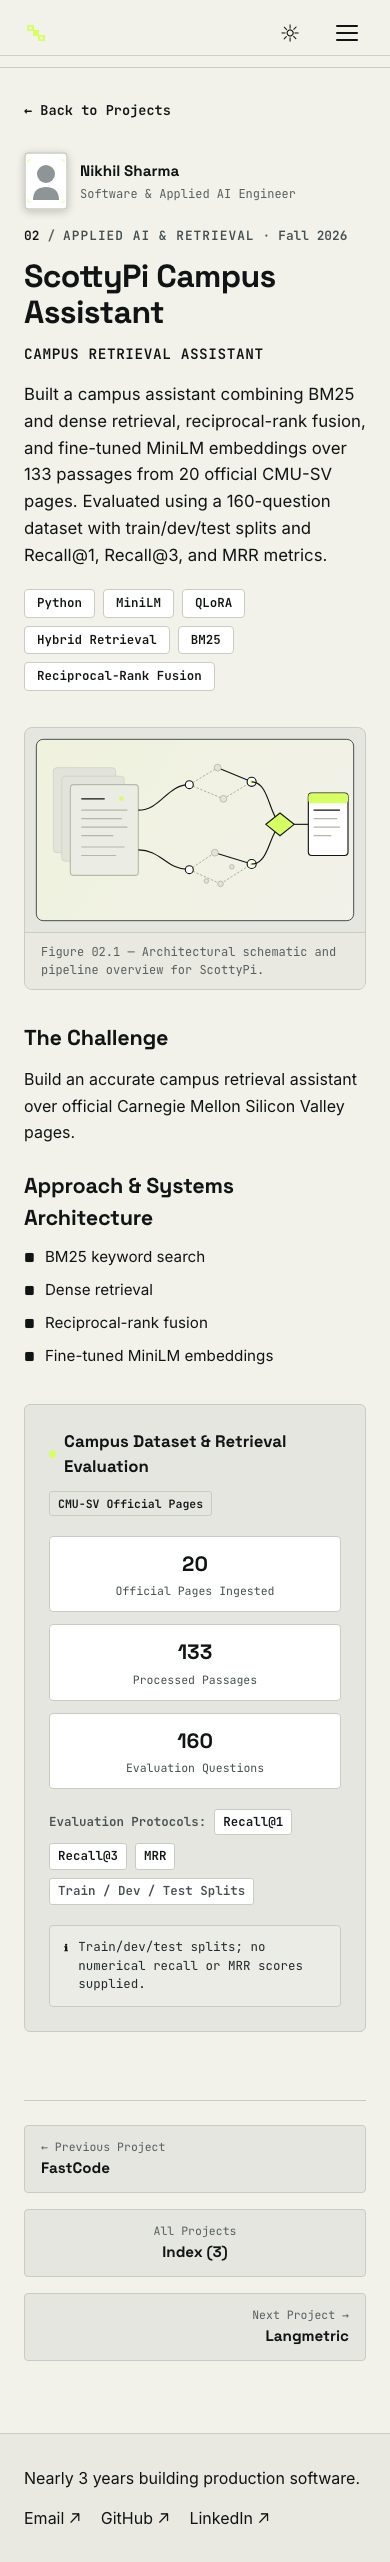 ← Back to Projects
Nikhil Sharma
Software & Applied AI Engineer
02 / APPLIED AI & RETRIEVAL · Fall 2026
ScottyPi Campus
Assistant
CAMPUS RETRIEVAL ASSISTANT
Built a campus assistant combining BM25
and dense retrieval, reciprocal-rank fusion,
and fine-tuned MiniLM embeddings over
133 passages from 20 official CMU-SV
pages. Evaluated using a 160-question
dataset with train/dev/test splits and
Recall@1, Recall@3, and MRR metrics.
Python MiniLM QLoRA
Hybrid Retrieval BM25
Reciprocal-Rank Fusion
Figure 02.1 — Architectural schematic and
pipeline overview for ScottyPi.
The Challenge
Build an accurate campus retrieval assistant
over official Carnegie Mellon Silicon Valley
pages.
Approach & Systems
Architecture
BM25 keyword search
Dense retrieval
Reciprocal-rank fusion
Fine-tuned MiniLM embeddings
Campus Dataset & Retrieval
Evaluation
CMU-SV Official Pages
20
Official Pages Ingested
133
Processed Passages
160
Evaluation Questions
Evaluation Protocols: Recall@1
Recall@3 MRR
Train / Dev / Test Splits
ℹ Train/dev/test splits; no
numerical recall or MRR scores
supplied.
← Previous Project
FastCode
All Projects
Index (3)
Next Project →
Langmetric
Nearly 3 years building production software.
Email ↗ GitHub ↗ LinkedIn ↗